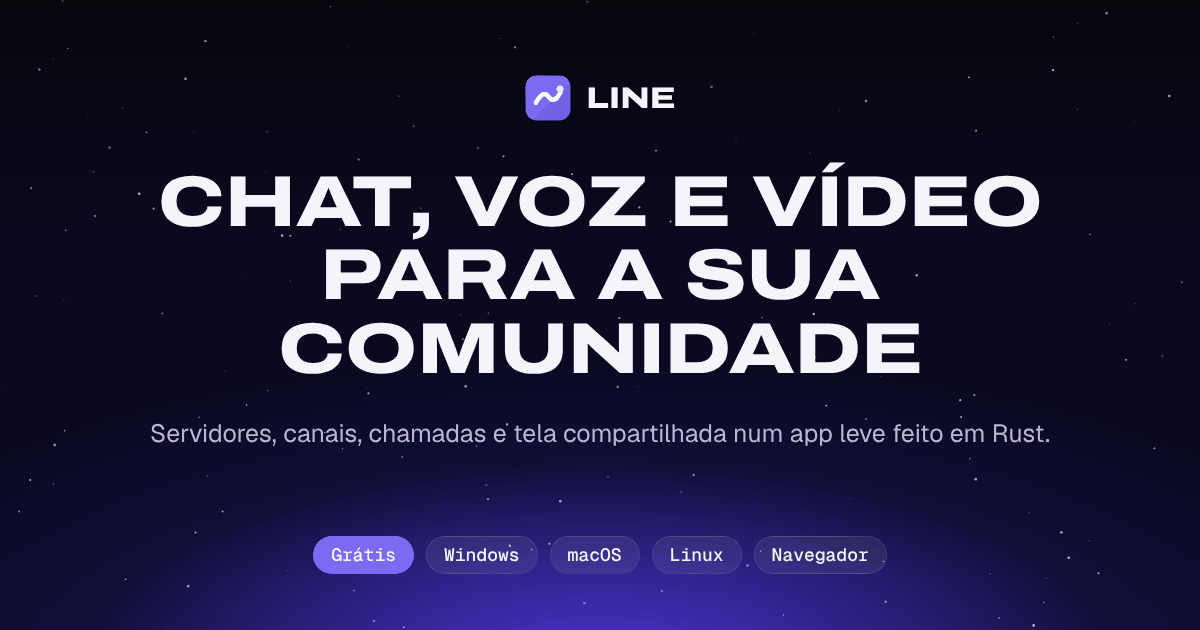 LINE
CHAT, VOZ E VÍDEO
PARA A SUA
COMUNIDADE
Servidores, canais, chamadas e tela compartilhada num app leve feito em Rust.
Grátis Windows macOS Linux Navegador